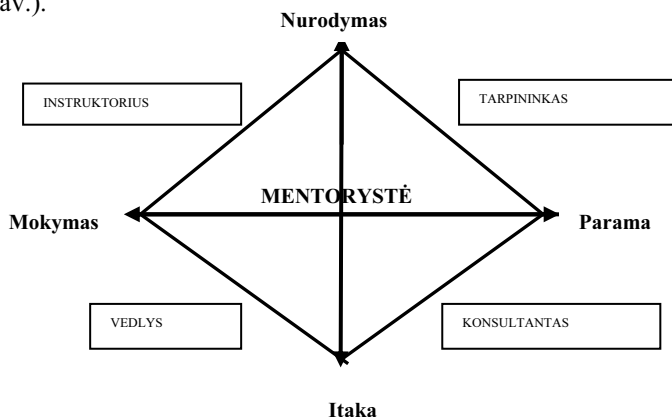 av.).
Nurodymas
INSTRUKTORIUS
TARPININKAS
MENTORYSTĖ
Mokymas
Parama
VEDLYS
KONSULTANTAS
Itaka